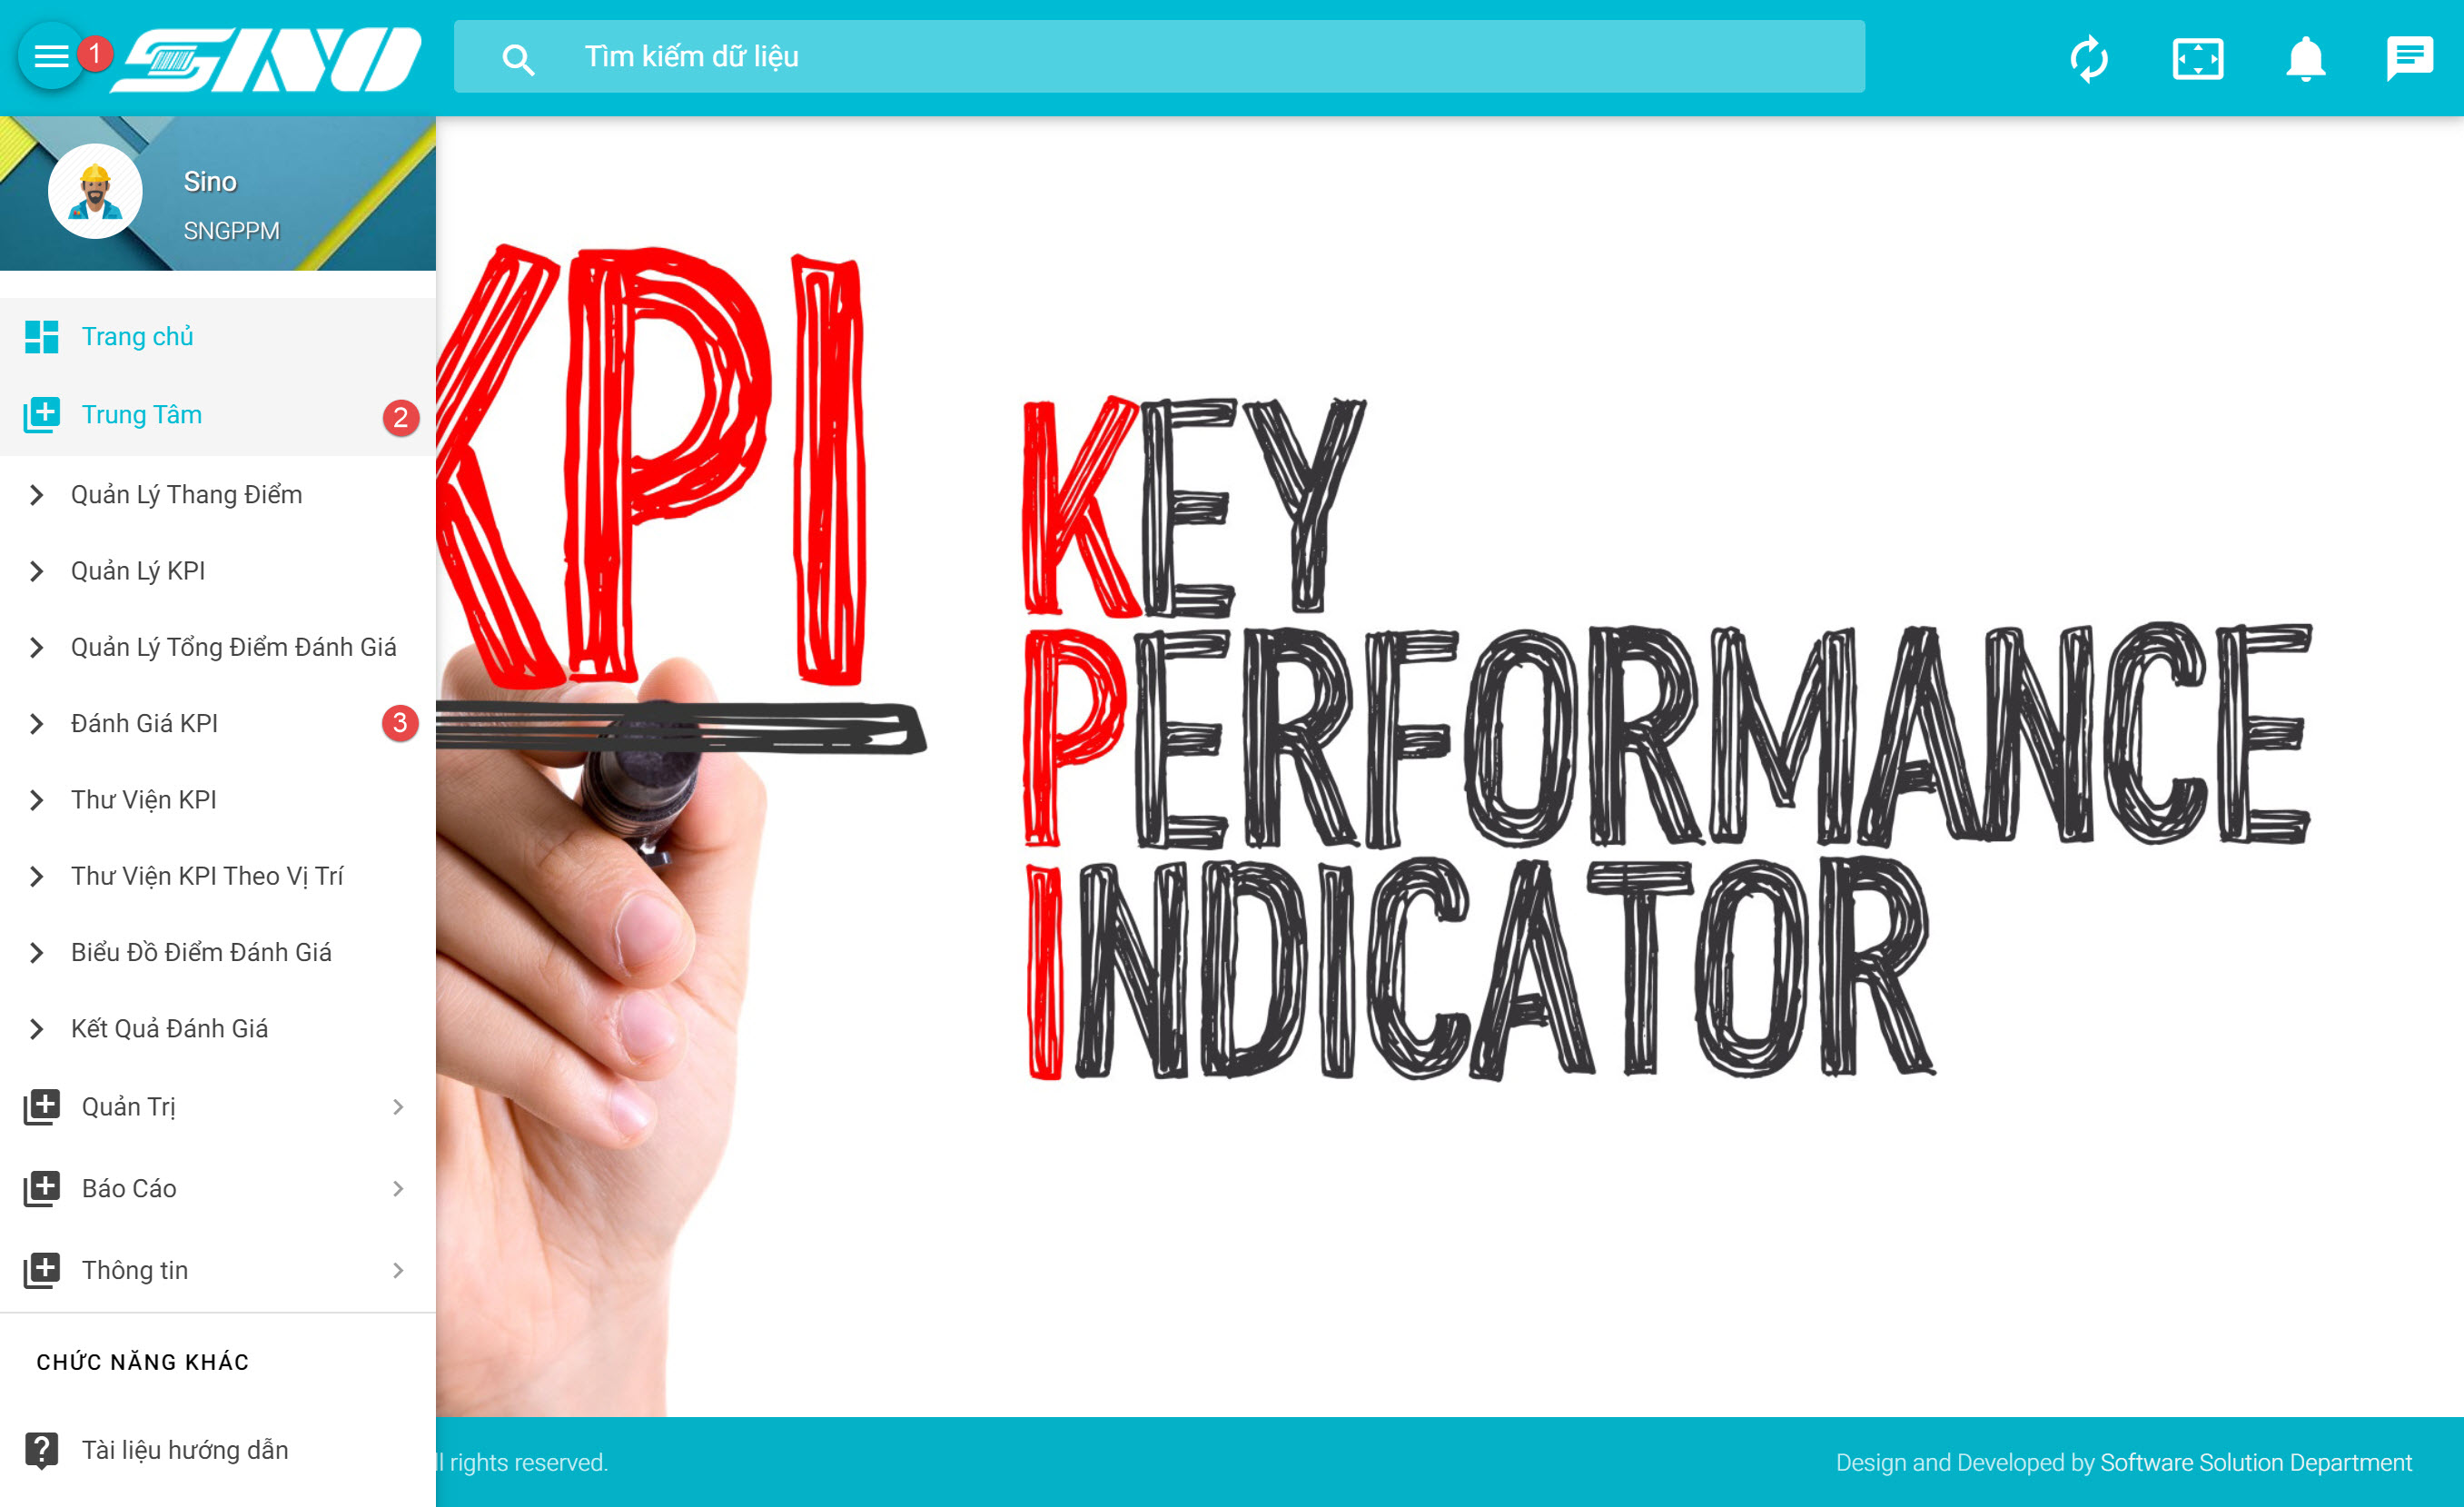 1
SINO
Tìm kiếm dữ liệu
Sino
SNGPPM
Trang chủ
Trung Tâm
2
Quản Lý Thang Điểm
Quản Lý KPI
Quản Lý Tổng Điểm Đánh Giá
Đánh Giá KPI
3
Thư Viện KPI
Thư Viện KPI Theo Vị Trí
Biểu Đồ Điểm Đánh Giá
Kết Quả Đánh Giá
Quản Trị
Báo Cáo
Thông tin
CHỨC NĂNG KHÁC
Tài liệu hướng dẫn
KPI
KEY
PERFORMANCE
INDICATOR
ll rights reserved.
Design and Developed by Software Solution Department